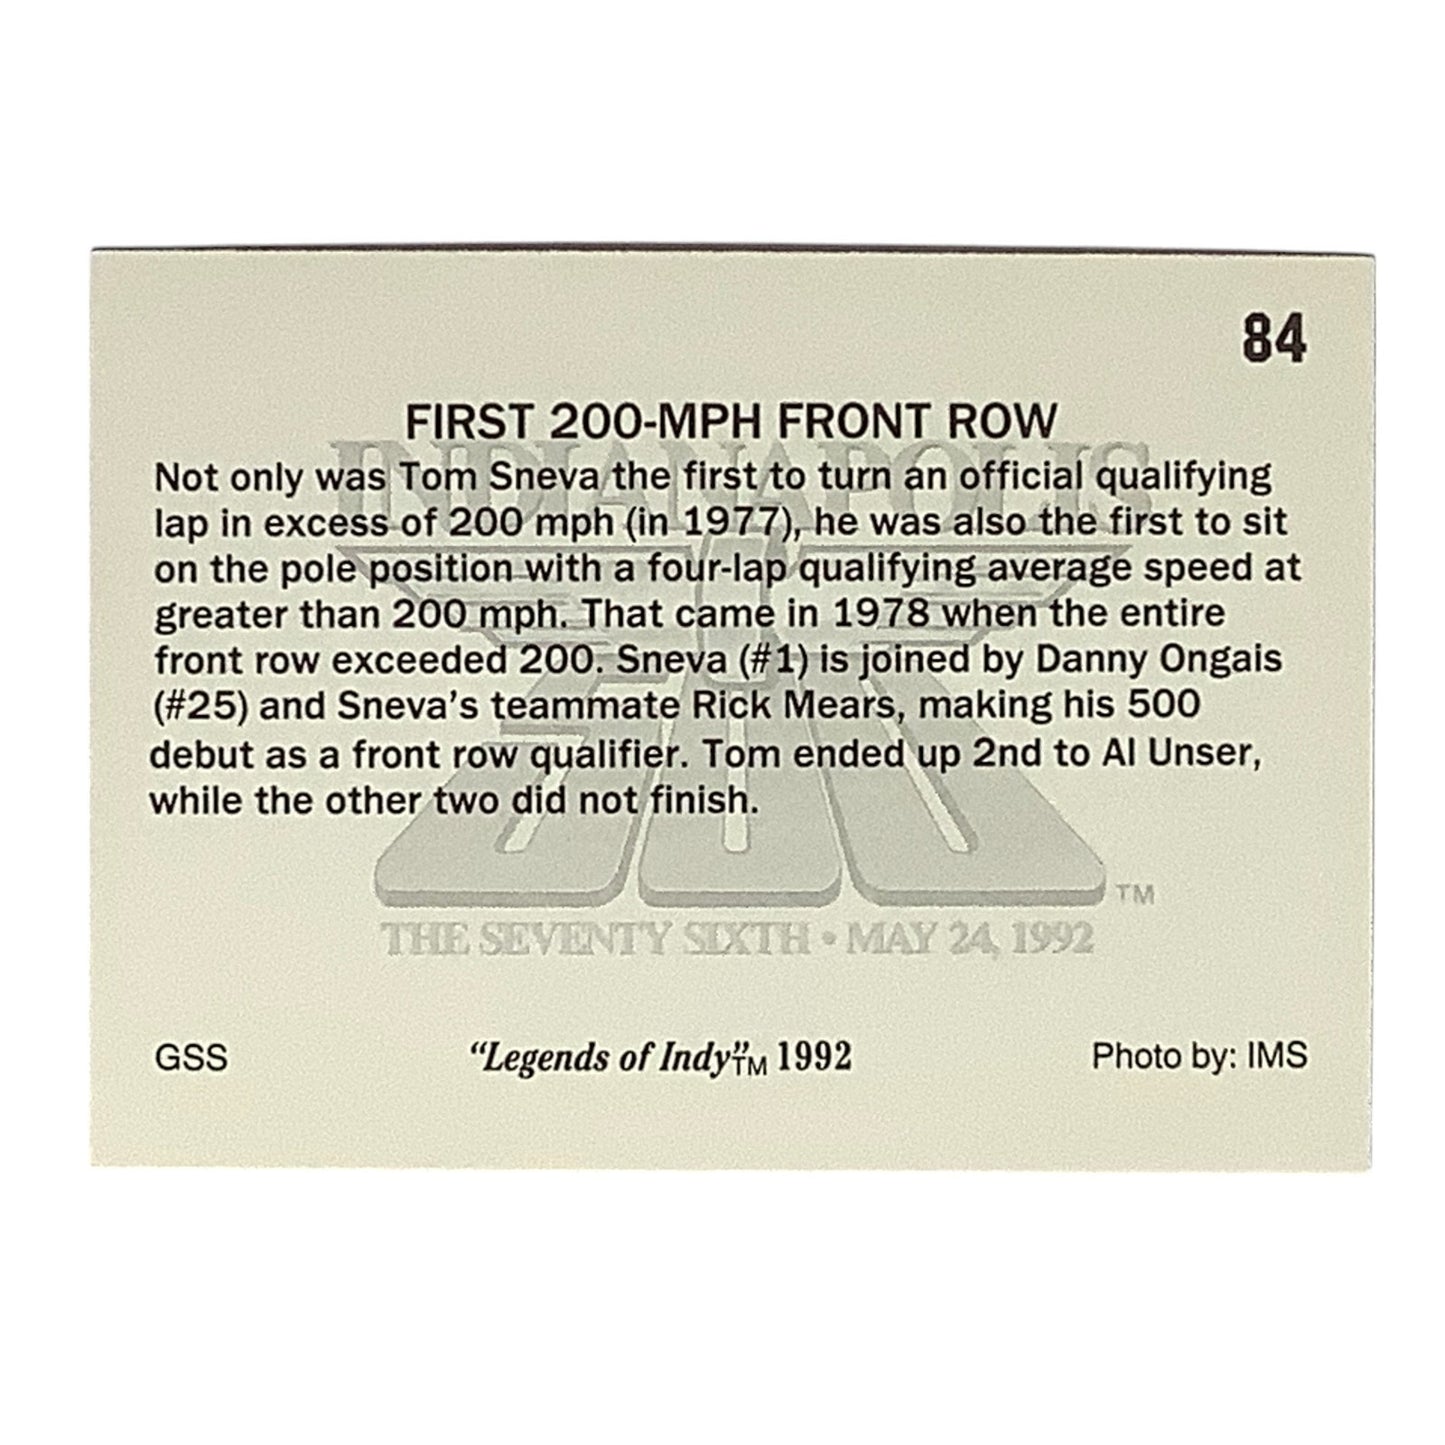 84
FIRST 200-MPH FRONT ROW
INDIANAPOLIS
Not only was Tom Sneva the first to turn an official qualifying
lap in excess of 200 mph (in 1977), he was also the first to sit
on the pole position with a four-lap qualifying average speed at
greater than 200 mph. That came in 1978 when the entire
front row exceeded 200. Sneva (#1) is joined by Danny Ongais
(#25) and Sneva's teammate Rick Mears, making his 500
debut as a front row qualifier. Tom ended up 2nd to Al Unser,
while the other two did not finish.
500
TM
THE SEVENTY SIXTH • MAY 24, 1992
GSS
"Legends of Indy"TM 1992
Photo by: IMS